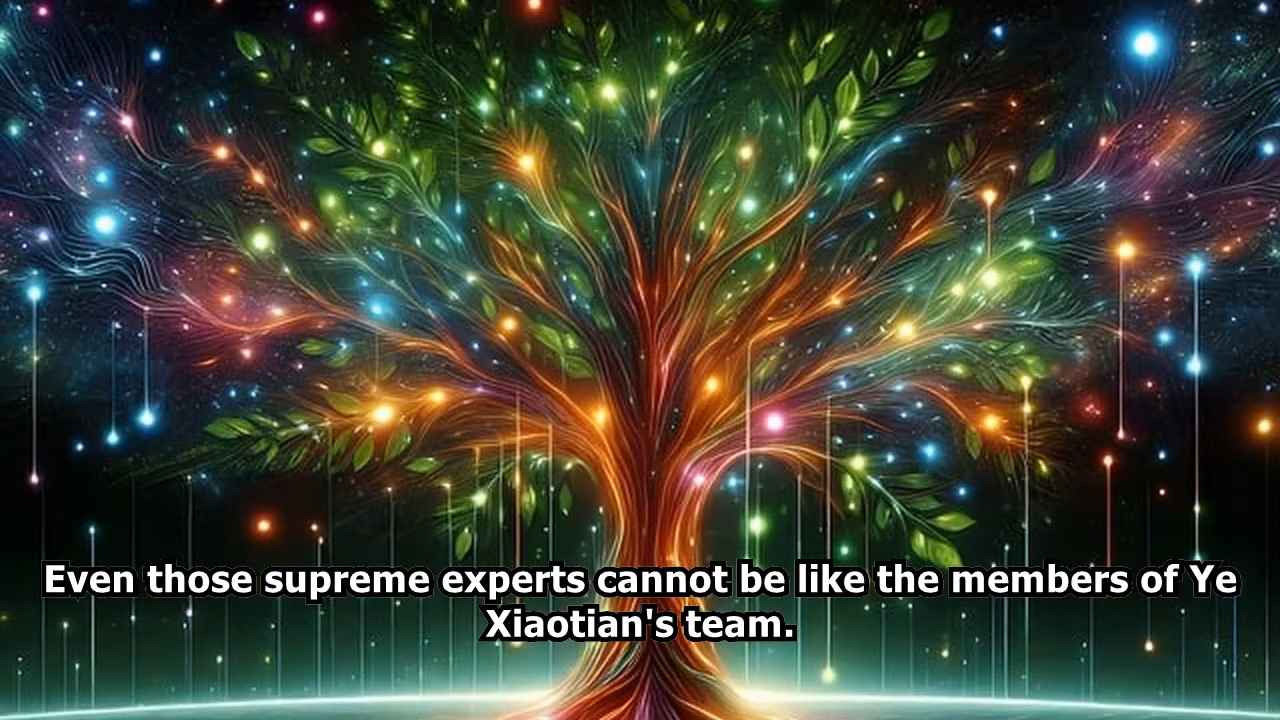 Even those supreme experts cannot be like the members of Ye
Xiaotian's team.